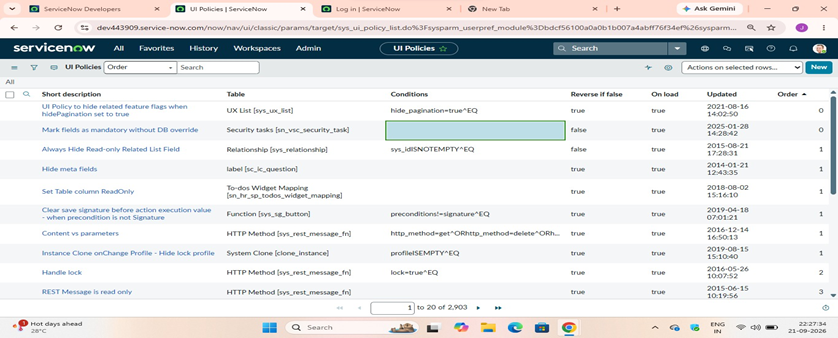 ServiceNow Developers
UI Policies | ServiceNow
Log in | ServiceNow
New Tab
Ask Gemini
dev443909.service-now.com/now/nav/ui/classic/params/target/sys_ui_policy_list.do%3Fsysparm_userpref_module%3Dbdcf56100a0a0b1b007a4abff76f34ef%26sysparm...
servicenow All Favorites History Workspaces Admin UI Policies Search
UI Policies Order Search Actions on selected rows... New
All
Short description Table Conditions Reverse if false On load Updated Order
UI Policy to hide related feature flags when hidePagination set to true UX List [sys_ux_list] hide_pagination=true^EQ true true 2021-08-16 14:02:50 0
Mark fields as mandatory without DB override Security tasks [sn_vsc_security_task] false true 2025-01-28 14:28:42 0
Always Hide Read-only Related List Field Relationship [sys_relationship] sys_idISNOTEMPTY^EQ false true 2015-08-21 17:28:31 1
Hide meta fields label [sc_ic_question] true true 2014-01-21 12:43:35 1
Set Table column ReadOnly To-dos Widget Mapping [sn_hr_sp_todos_widget_mapping] true true 2018-08-02 15:16:10 1
Clear save signature before action execution value - when precondition is not Signature Function [sys_sg_button] preconditions!=signature^EQ true true 2019-04-18 07:01:21 1
Content vs parameters HTTP Method [sys_rest_message_fn] http_method=get^ORhttp_method=delete^ORh... true true 2016-12-14 16:50:13 1
Instance Clone onChange Profile - Hide lock profile System Clone [clone_instance] profileISEMPTY^EQ true true 2019-08-15 15:10:40 1
Handle lock HTTP Method [sys_rest_message_fn] lock=true^EQ true true 2016-05-26 10:07:52 2
REST Message is read only HTTP Method [sys_rest_message_fn] true true 2015-06-15 10:19:56 3
1 to 20 of 2,903
Hot days ahead
28°C
Search
ENG
IN
22:27:34
21-09-2026